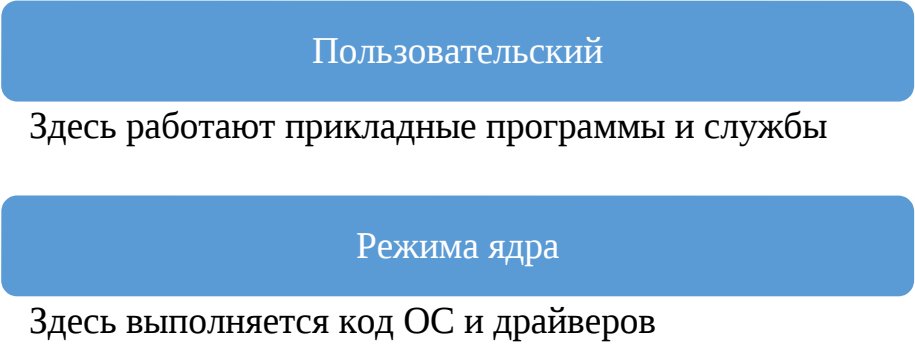 Пользовательский
Здесь работают прикладные программы и службы
Режима ядра
Здесь выполняется код ОС и драйверов